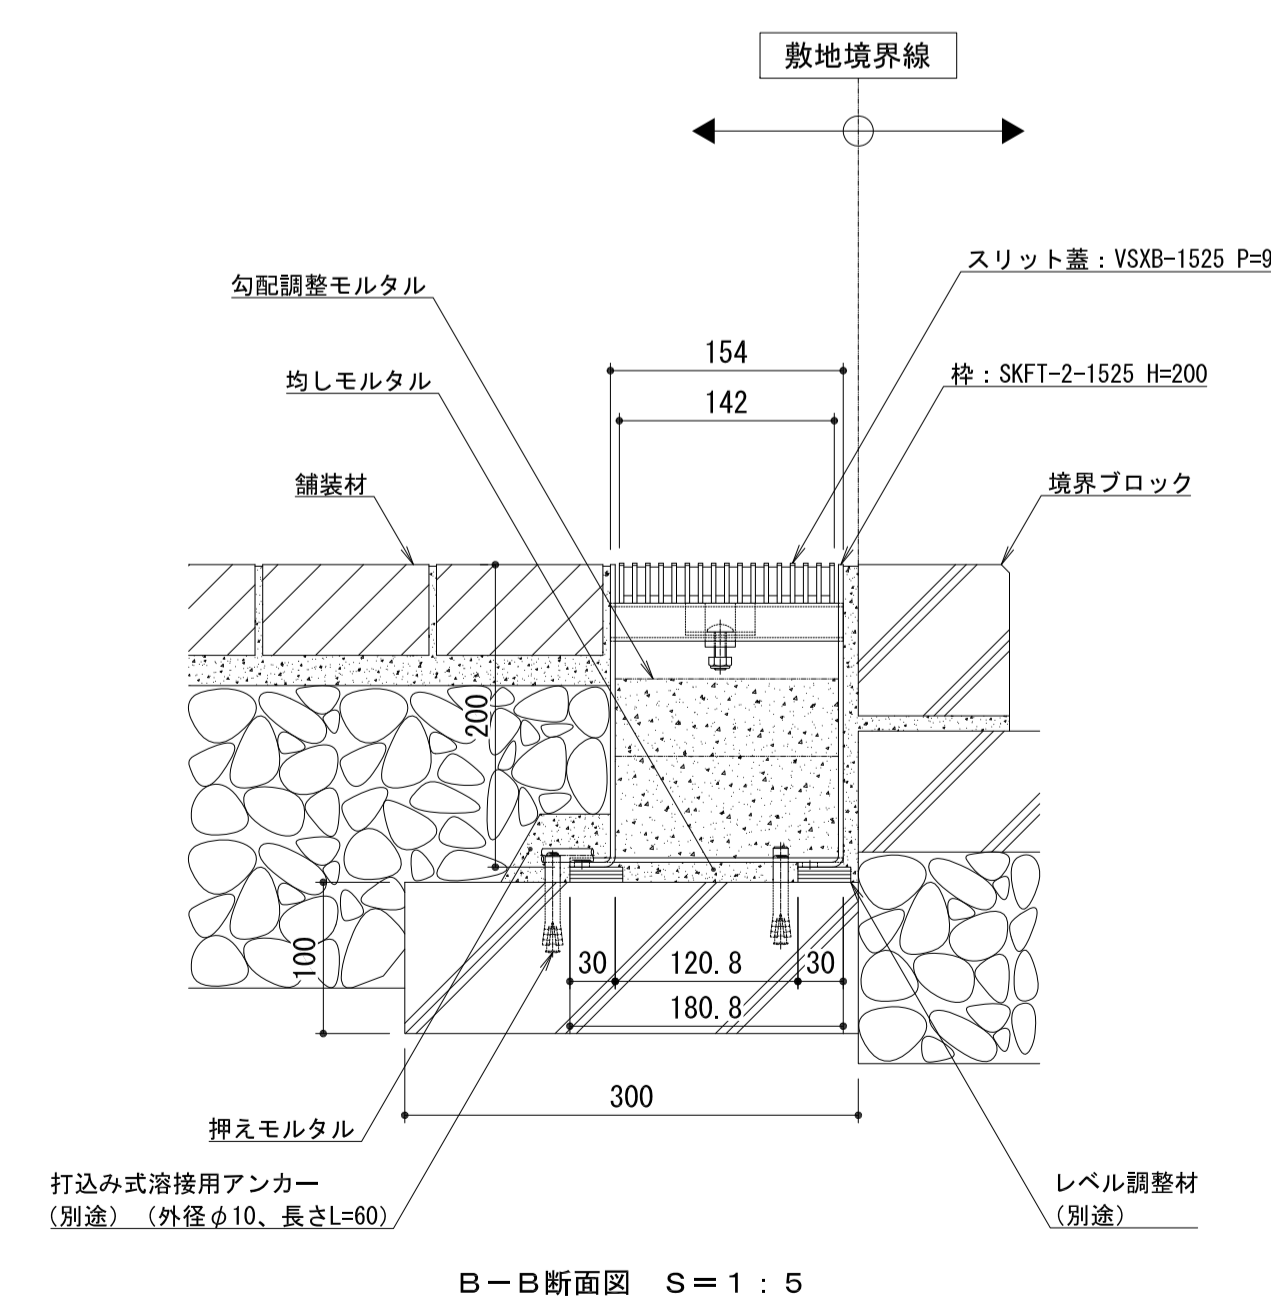 敷地境界線
スリット蓋：VSXB-1525 P=9
勾配調整モルタル
154
枠：SKFT-2-1525 H=200
均しモルタル
142
舗装材
境界ブロック
200
100
30
120.8
30
180.8
300
押えモルタル
打込み式溶接用アンカー
（別途）（外径φ10、長さL=60）
レベル調整材
（別途）
Ｂ－Ｂ断面図　Ｓ＝１：５